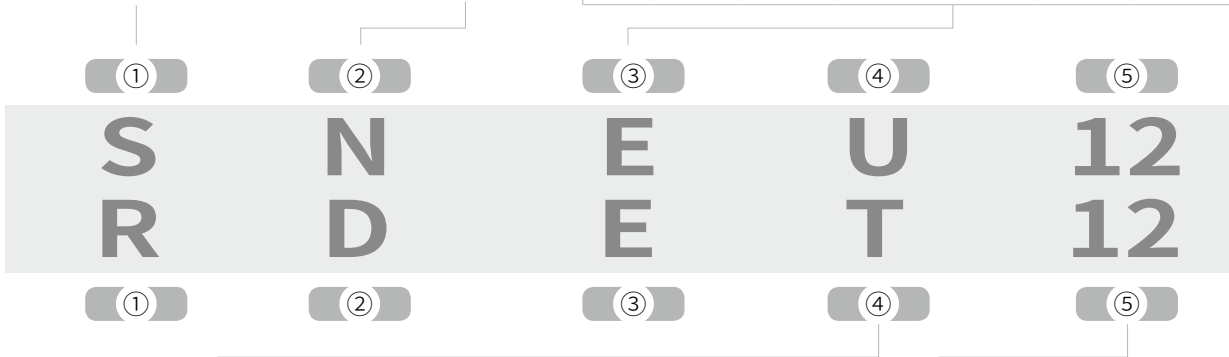 ① ② ③ ④ ⑤
S N E U 12
R D E T 12
① ② ③ ④ ⑤